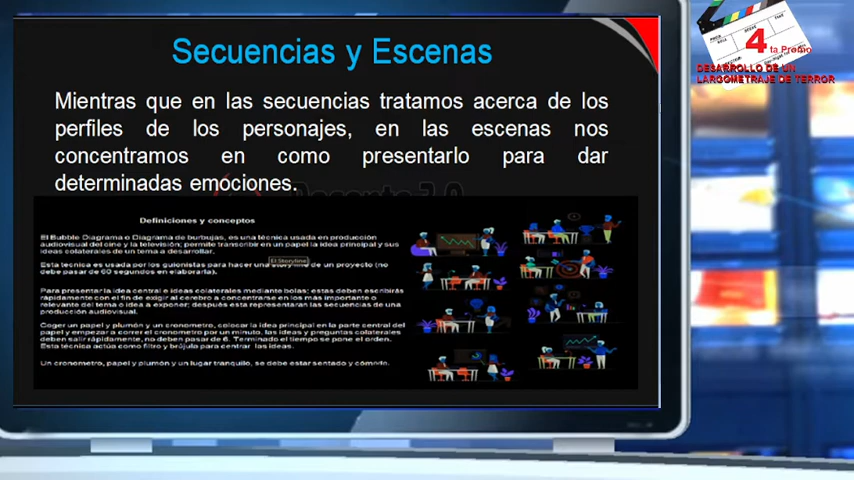 Secuencias y Escenas
Mientras que en las secuencias tratamos acerca de los
perfiles de los personajes, en las escenas nos
concentramos en como presentarlo para dar
determinadas emociones.
Definiciones y conceptos
El Bubble Diagrama o Diagrama de burbujas, es una técnica usada en producción
audiovisual del cine y la televisión; permite transcribir en un papel la idea principal y sus
ideas colaterales de un tema a desarrollar.
El Storyline
Esta técnica es usada por los guionistas para hacer una storyline de un proyecto (no
debe pasar de 60 segundos en elaborarla).
Para presentar la idea central e ideas colaterales mediante bolas; estas deben escribirás
rápidamente con el fin de exigir al cerebro a concentrarse en los más importante o
relevante del tema o idea a exponer; después esta representaran las secuencias de una
producción audiovisual.
Coger un papel y plumón y un cronometro, colocar la idea principal en la parte central del
papel y empezar a correr el cronometro por un minuto, las ideas y preguntas colaterales
deben salir rápidamente, no deben pasar de 6. Terminado el tiempo se pone el orden.
Esta técnica actúa como filtro y brújula para centrar las ideas.
Un cronometro, papel y plumón y un lugar tranquilo, se debe estar sentado y cómodo.
4 ta Promo
DESARROLLO DE UN
LARGOMETRAJE DE TERROR